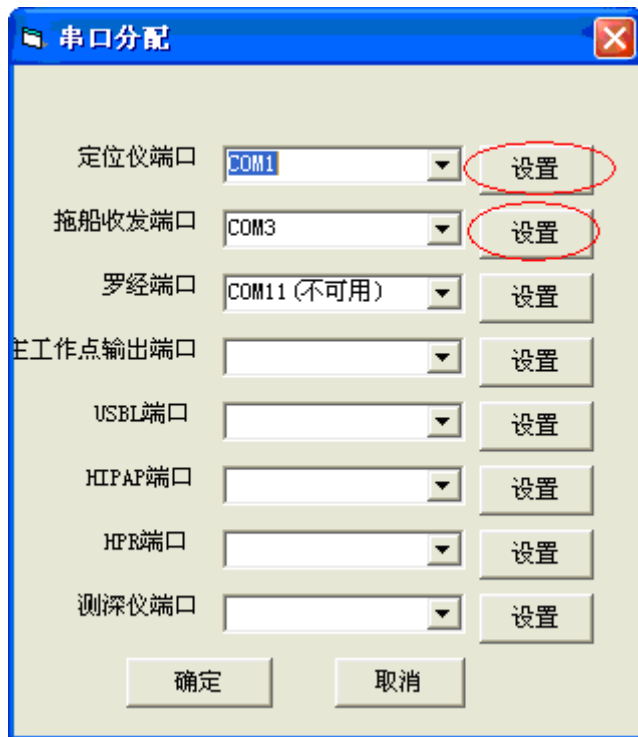 串口分配
定位仪端口 COM1 设置
拖船收发端口 COM3 设置
罗经端口 COM11(不可用) 设置
主工作点输出端口 设置
USBL端口 设置
HIPAP端口 设置
HPR端口 设置
测深仪端口 设置
确定 取消